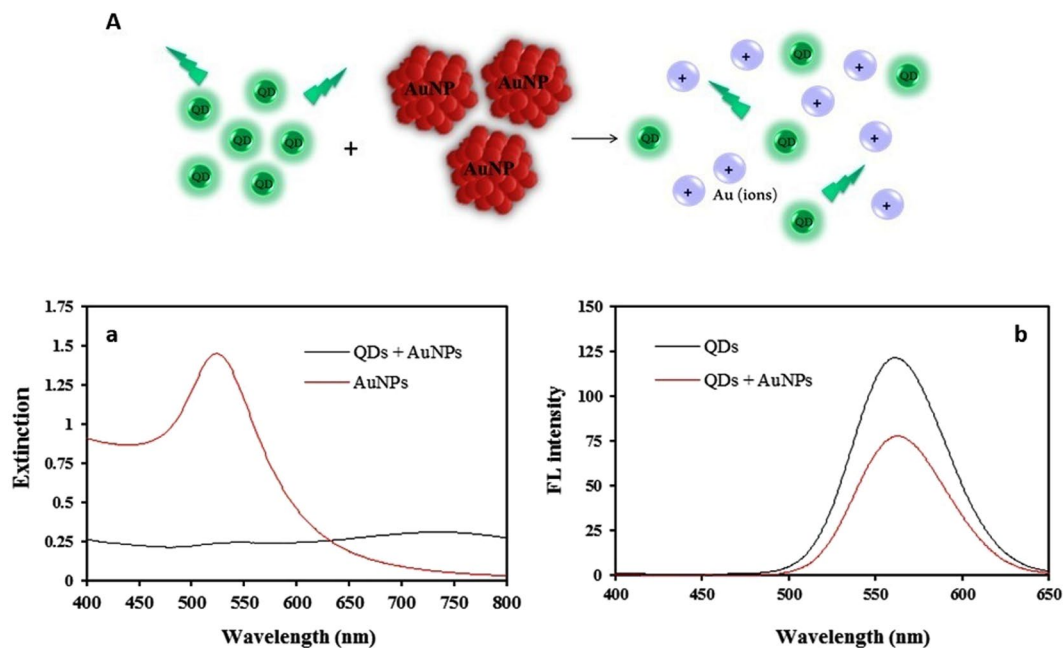 A
QD
QD
QD
QD
QD
QD
+
AuNP
AuNP
AuNP
+
+
+
+
+
+
+
+
+
QD
QD
QD
QD
QD
Au (ions)
a
1.75
1.5
1.25
1
0.75
0.5
0.25
0
Extinction
QDs + AuNPs
AuNPs
400 450 500 550 600 650 700 750 800
Wavelength (nm)
b
150
125
100
75
50
25
0
FL intensity
QDs
QDs + AuNPs
400 450 500 550 600 650
Wavelength (nm)